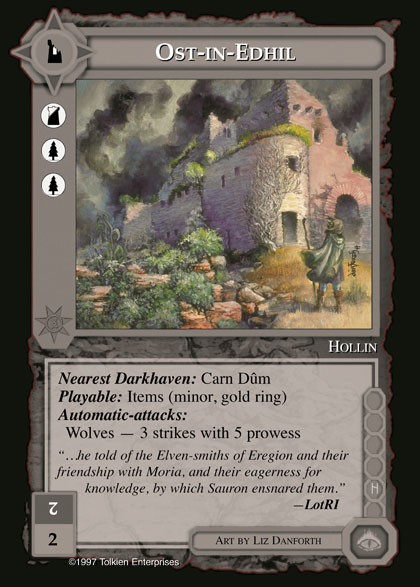 OST-IN-EDHIL
HOLLIN
Nearest Darkhaven: Carn Dûm
Playable: Items (minor, gold ring)
Automatic-attacks:
Wolves — 3 strikes with 5 prowess
“…he told of the Elven-smiths of Eregion and their
friendship with Moria, and their eagerness for
knowledge, by which Sauron ensnared them.”
—LotRI
H
2
2
ART BY LIZ DANFORTH
©1997 Tolkien Enterprises